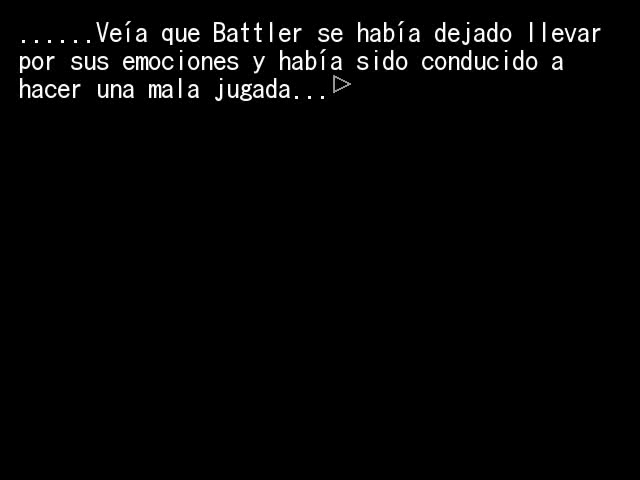 ......Veía que Battler se había dejado llevar
por sus emociones y había sido conducido a
hacer una mala jugada...